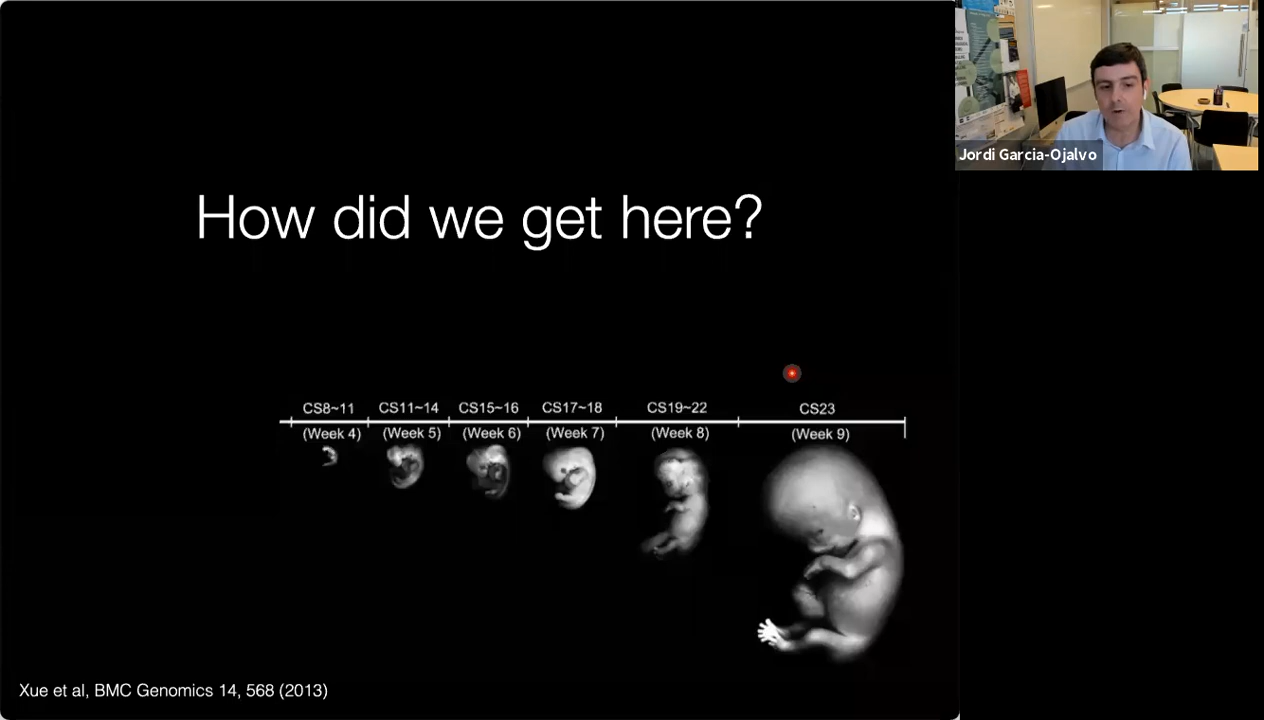 Jordi Garcia-Ojalvo
How did we get here?
CS8~11 CS11~14 CS15~16 CS17~18 CS19~22 CS23
(Week 4) (Week 5) (Week 6) (Week 7) (Week 8) (Week 9)
Xue et al, BMC Genomics 14, 568 (2013)